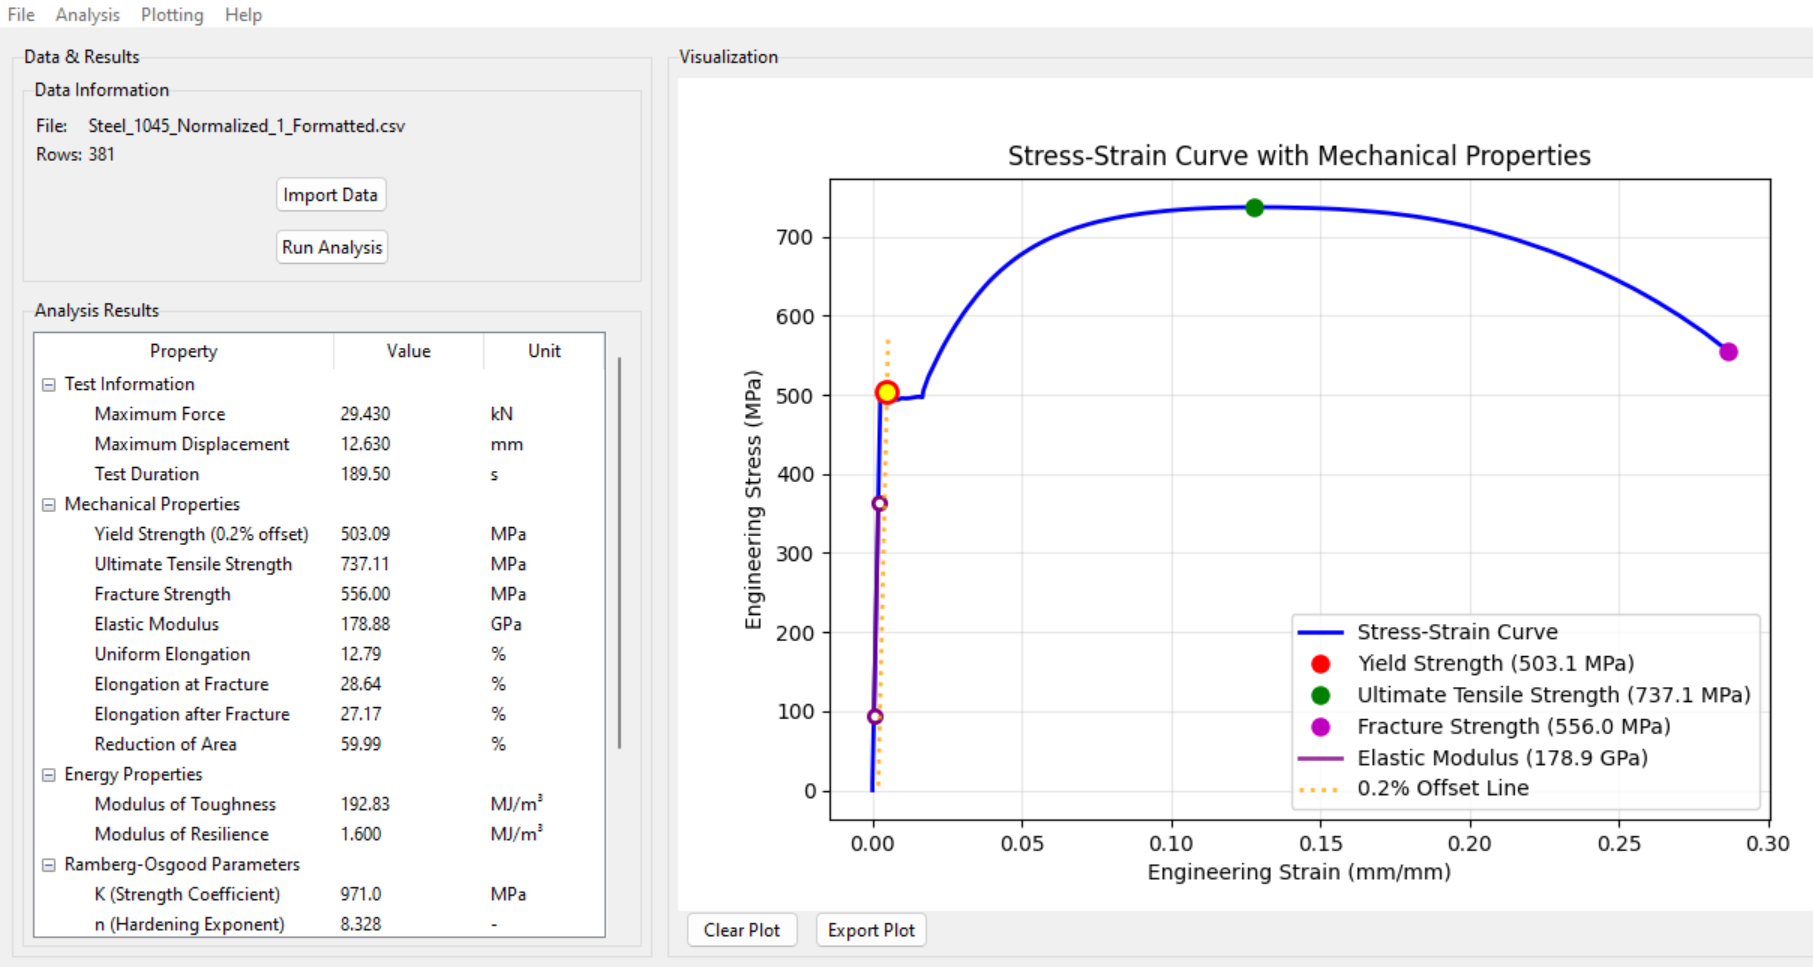 File Analysis Plotting Help
Data & Results
Data Information
File: Steel_1045_Normalized_1_Formatted.csv
Rows: 381
Import Data
Run Analysis
Analysis Results
Property Value Unit
Test Information
Maximum Force 29.430 kN
Maximum Displacement 12.630 mm
Test Duration 189.50 s
Mechanical Properties
Yield Strength (0.2% offset) 503.09 MPa
Ultimate Tensile Strength 737.11 MPa
Fracture Strength 556.00 MPa
Elastic Modulus 178.88 GPa
Uniform Elongation 12.79 %
Elongation at Fracture 28.64 %
Elongation after Fracture 27.17 %
Reduction of Area 59.99 %
Energy Properties
Modulus of Toughness 192.83 MJ/m³
Modulus of Resilience 1.600 MJ/m³
Ramberg-Osgood Parameters
K (Strength Coefficient) 971.0 MPa
n (Hardening Exponent) 8.328 -
Visualization
Stress-Strain Curve with Mechanical Properties
Engineering Stress (MPa)
700
600
500
400
300
200
100
0
Stress-Strain Curve
Yield Strength (503.1 MPa)
Ultimate Tensile Strength (737.1 MPa)
Fracture Strength (556.0 MPa)
Elastic Modulus (178.9 GPa)
0.2% Offset Line
0.00 0.05 0.10 0.15 0.20 0.25 0.30
Engineering Strain (mm/mm)
Clear Plot Export Plot